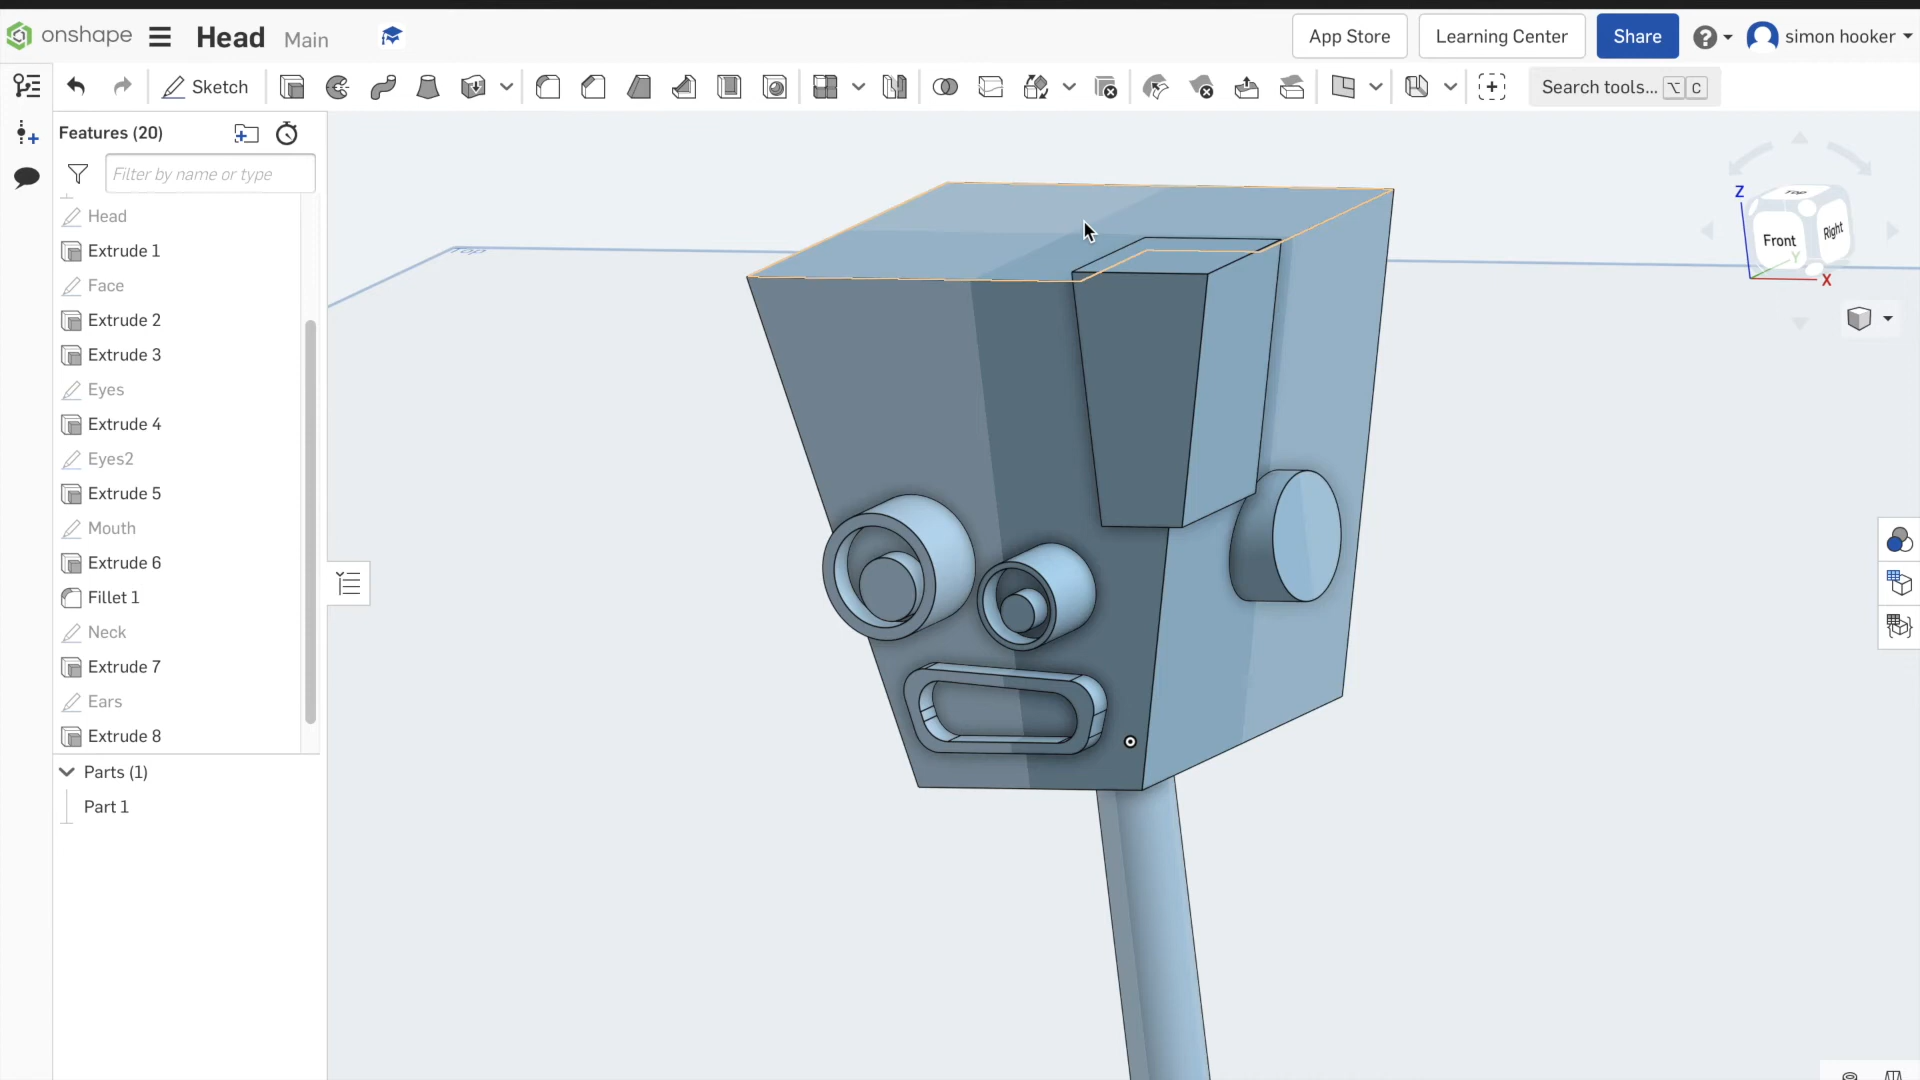 onshape Head Main App Store Learning Center Share simon hooker
Sketch Search tools... ⌥ C
Features (20)
Filter by name or type
Head
Extrude 1
Face
Extrude 2
Extrude 3
Eyes
Extrude 4
Eyes2
Extrude 5
Mouth
Extrude 6
Fillet 1
Neck
Extrude 7
Ears
Extrude 8
Parts (1)
Part 1
Top
Z
Top
Front
Right
Y
X